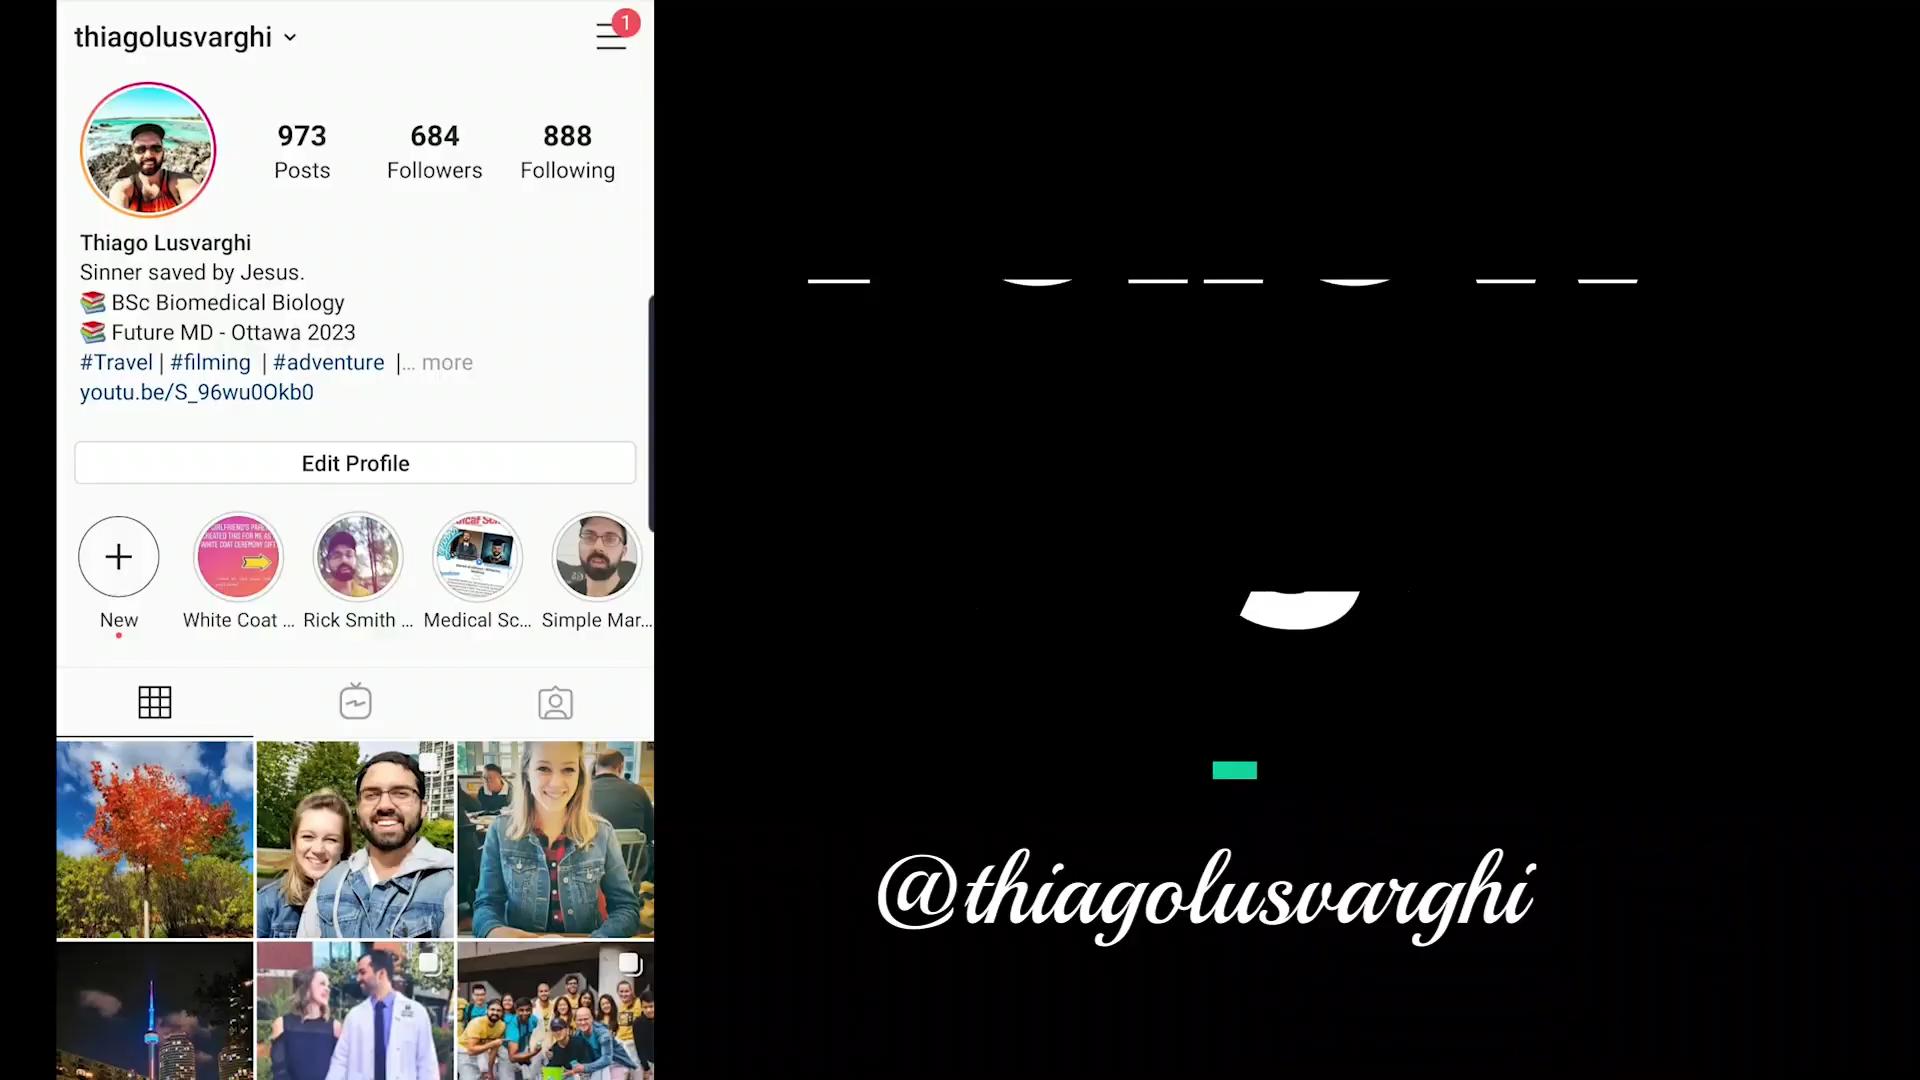 thiagolusvarghi
1
973
684
888
Posts
Followers
Following
Thiago Lusvarghi
Sinner saved by Jesus.
BSc Biomedical Biology
Future MD - Ottawa 2023
#Travel | #filming | #adventure |... more
youtu.be/S_96wu0Okb0
Edit Profile
New
White Coat ...
Rick Smith ...
Medical Sc...
Simple Mar...
@thiagolusvarghi